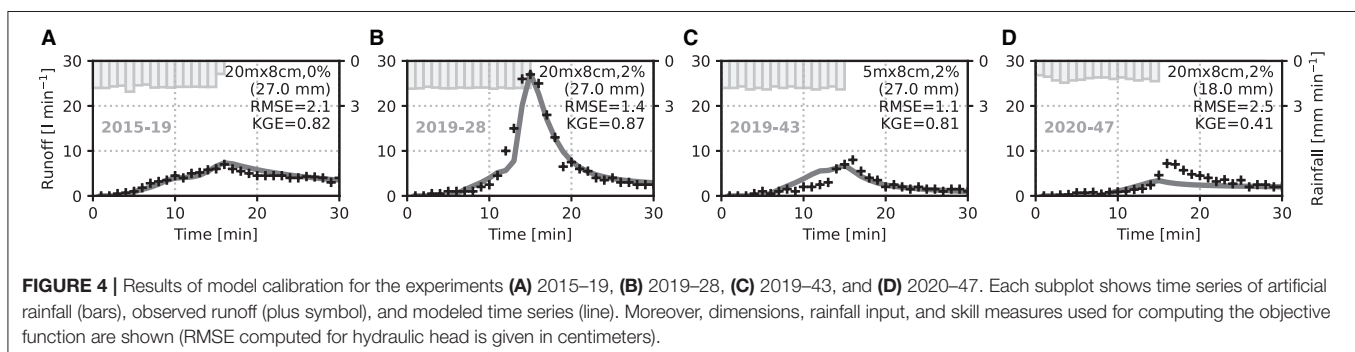 A
B
C
D
30
20
10
0
Runoff [l min⁻¹]
0
3
20mx8cm,0%
(27.0 mm)
RMSE=2.1
KGE=0.82
2015-19
0 10 20 30
Time [min]
30
20
10
0
0
3
20mx8cm,2%
(27.0 mm)
RMSE=1.4
KGE=0.87
2019-28
0 10 20 30
Time [min]
30
20
10
0
0
3
5mx8cm,2%
(27.0 mm)
RMSE=1.1
KGE=0.81
2019-43
0 10 20 30
Time [min]
30
20
10
0
0
3
20mx8cm,2%
(18.0 mm)
RMSE=2.5
KGE=0.41
2020-47
0 10 20 30
Time [min]
Rainfall [mm min⁻¹]
FIGURE 4 | Results of model calibration for the experiments (A) 2015–19, (B) 2019–28, (C) 2019–43, and (D) 2020–47. Each subplot shows time series of artificial
rainfall (bars), observed runoff (plus symbol), and modeled time series (line). Moreover, dimensions, rainfall input, and skill measures used for computing the objective
function are shown (RMSE computed for hydraulic head is given in centimeters).